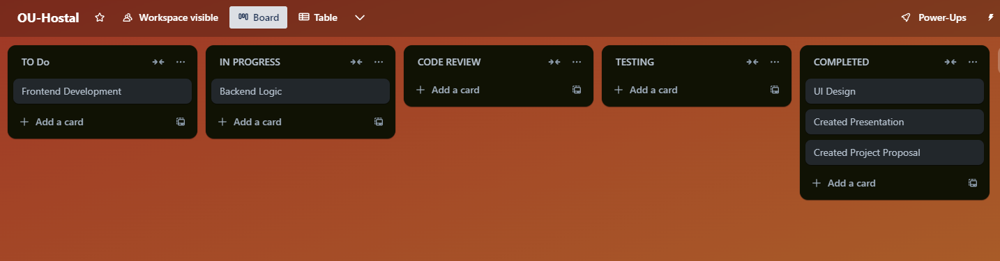 OU-Hostal
Workspace visible
Board
Table
Power-Ups
TO Do
Frontend Development
Add a card
IN PROGRESS
Backend Logic
Add a card
CODE REVIEW
Add a card
TESTING
Add a card
COMPLETED
UI Design
Created Presentation
Created Project Proposal
Add a card